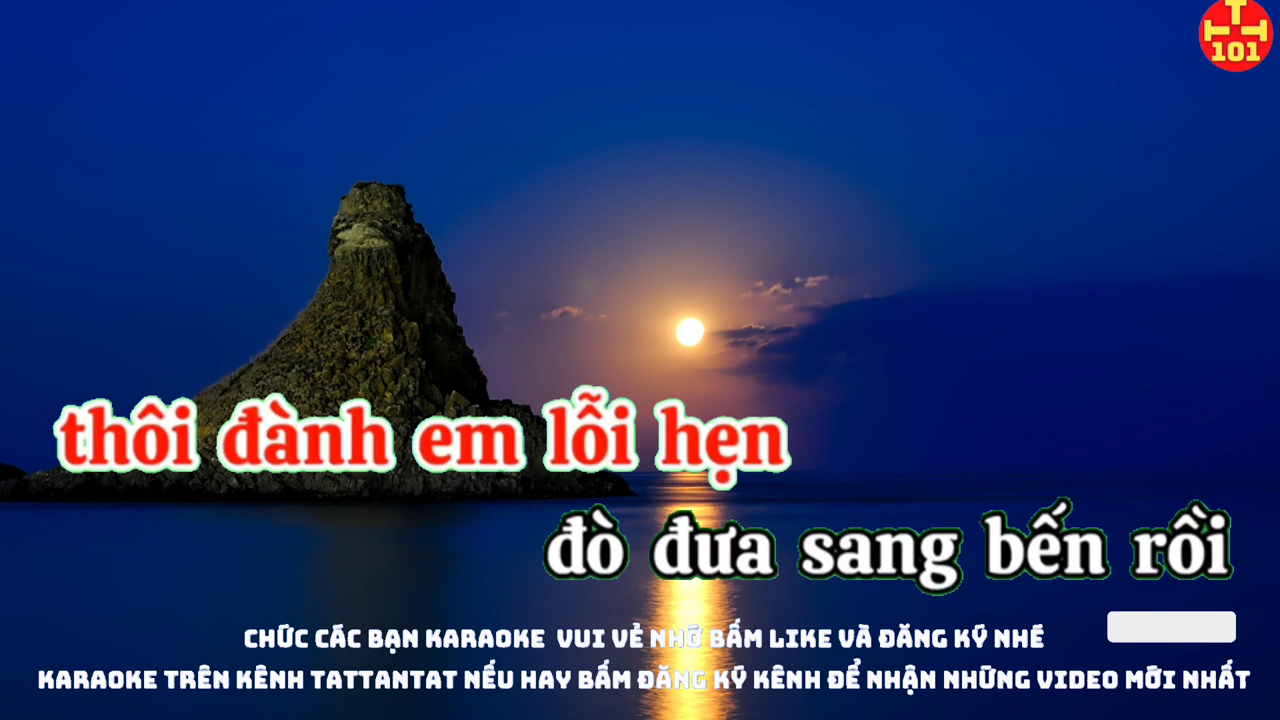 TTT
101
thôi đành em lỗi hẹn
đò đưa sang bến rồi
CHÚC CÁC BẠN KARAOKE VUI VẺ NHỚ BẤM LIKE VÀ ĐĂNG KÝ NHÉ
KARAOKE TRÊN KÊNH TATTANTAT NẾU HAY BẤM ĐĂNG KÝ KÊNH ĐỂ NHẬN NHỮNG VIDEO MỚI NHẤT